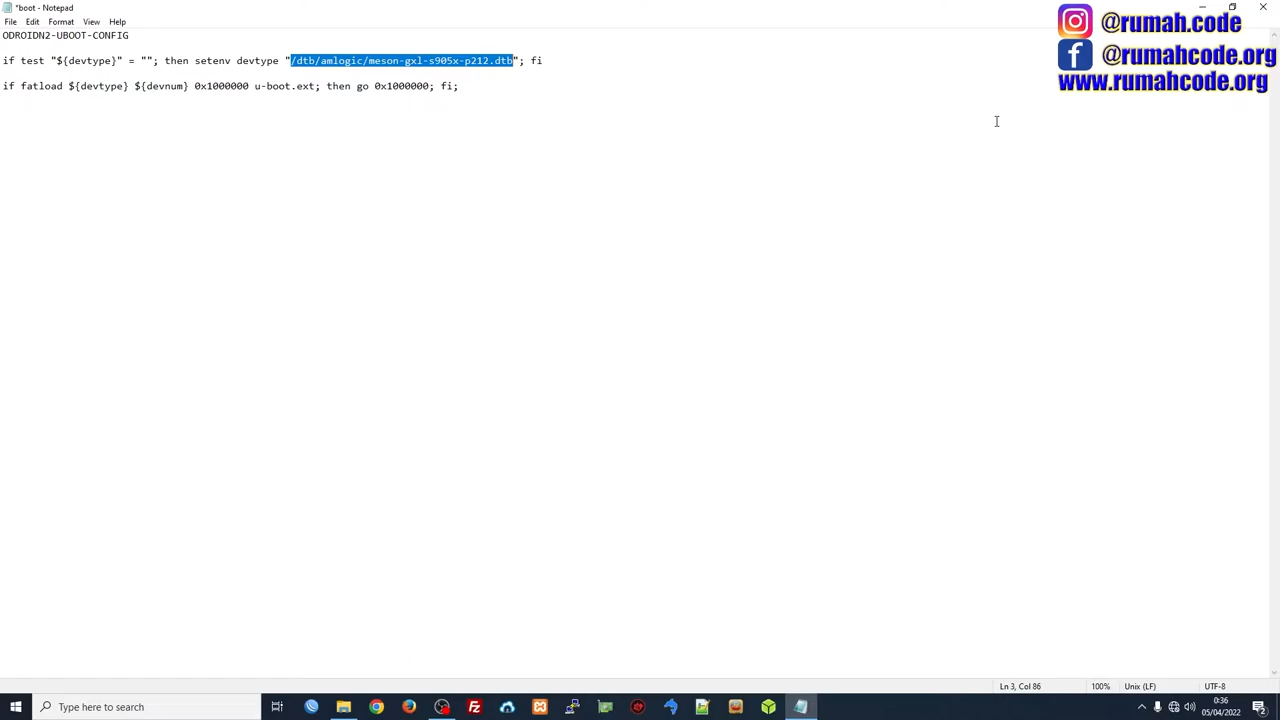 *boot - Notepad
File Edit Format View Help
ODROIDN2-UBOOT-CONFIG
if test "${devtype}" = ""; then setenv devtype "/dtb/amlogic/meson-gxl-s905x-p212.dtb"; fi
if fatload ${devtype} ${devnum} 0x1000000 u-boot.ext; then go 0x1000000; fi;
@rumah.code
@rumahcode.org
www.rumahcode.org
Ln 3, Col 86 100% Unix (LF) UTF-8
Type here to search
0:36
05/04/2022
2